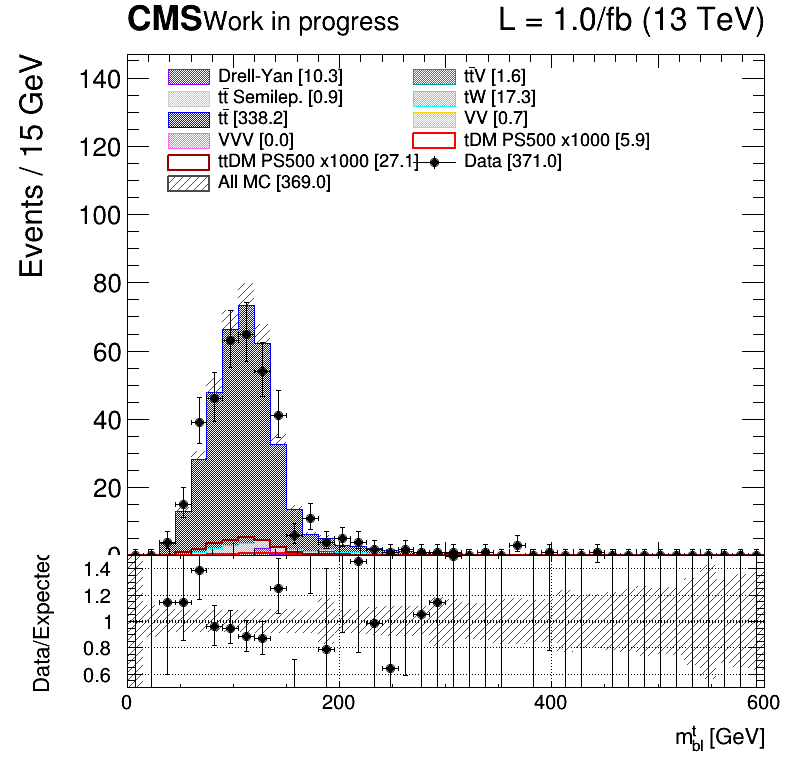 CMS Work in progress L = 1.0/fb (13 TeV)
Events / 15 GeV
140
120
100
80
60
40
20
0
Drell-Yan [10.3] tt̄V [1.6]
tt̄ Semilep. [0.9] tW [17.3]
tt̄ [338.2] VV [0.7]
VVV [0.0] tDM PS500 x1000 [5.9]
ttDM PS500 x1000 [27.1] Data [371.0]
All MC [369.0]
Data/Expected
1.4
1.2
1
0.8
0.6
0 200 400 600
m^t_bl [GeV]